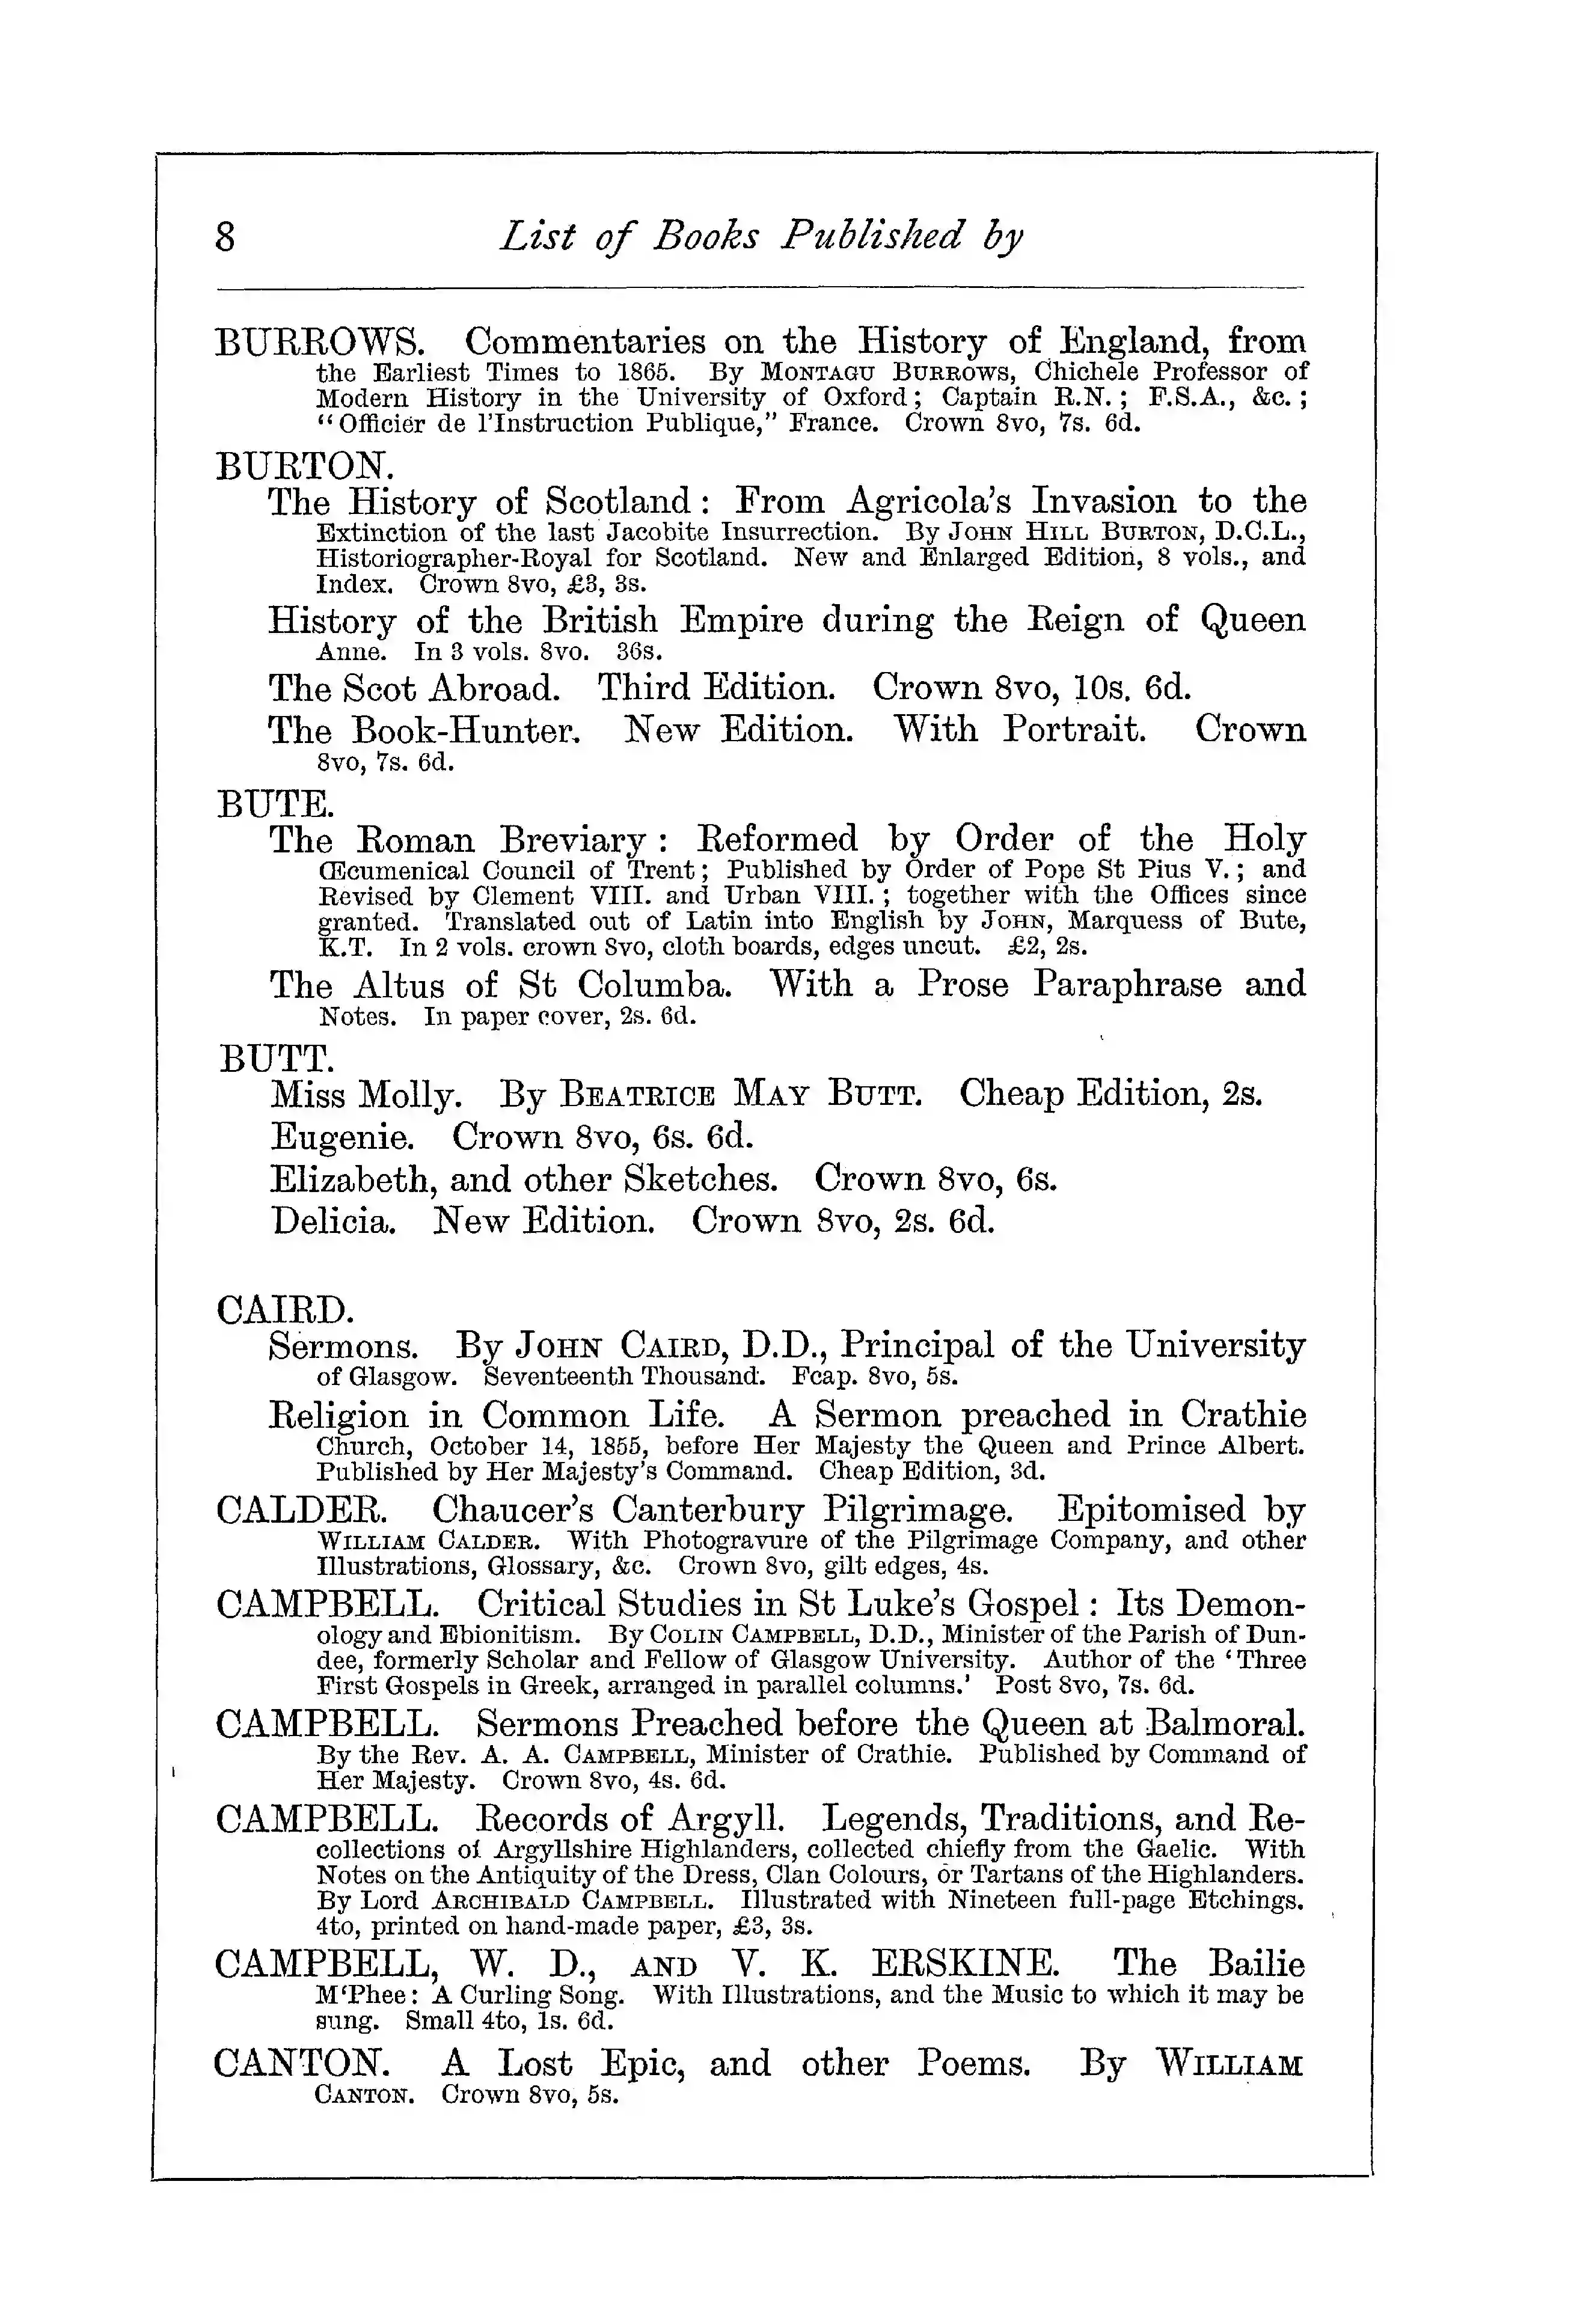 8 List of Books Published by
BURROWS. Commentaries on the History of England, from
the Earliest Times to 1865. By MONTAGU BURROWS, Chichele Professor of
Modern History in the University of Oxford; Captain R.N.; F.S.A., &c.;
“Officier de l'Instruction Publique,” France. Crown 8vo, 7s. 6d.
BURTON.
The History of Scotland: From Agricola's Invasion to the
Extinction of the last Jacobite Insurrection. By JOHN HILL BURTON, D.C.L.,
Historiographer-Royal for Scotland. New and Enlarged Edition, 8 vols., and
Index. Crown 8vo, £3, 3s.
History of the British Empire during the Reign of Queen
Anne. In 3 vols. 8vo. 36s.
The Scot Abroad. Third Edition. Crown 8vo, 10s. 6d.
The Book-Hunter. New Edition. With Portrait. Crown
8vo, 7s. 6d.
BUTE.
The Roman Breviary: Reformed by Order of the Holy
Œcumenical Council of Trent; Published by Order of Pope St Pius V.; and
Revised by Clement VIII. and Urban VIII.; together with the Offices since
granted. Translated out of Latin into English by JOHN, Marquess of Bute,
K.T. In 2 vols. crown 8vo, cloth boards, edges uncut. £2, 2s.
The Altus of St Columba. With a Prose Paraphrase and
Notes. In paper cover, 2s. 6d.
BUTT.
Miss Molly. By BEATRICE MAY BUTT. Cheap Edition, 2s.
Eugenie. Crown 8vo, 6s. 6d.
Elizabeth, and other Sketches. Crown 8vo, 6s.
Delicia. New Edition. Crown 8vo, 2s. 6d.
CAIRD.
Sermons. By JOHN CAIRD, D.D., Principal of the University
of Glasgow. Seventeenth Thousand. Fcap. 8vo, 5s.
Religion in Common Life. A Sermon preached in Crathie
Church, October 14, 1855, before Her Majesty the Queen and Prince Albert.
Published by Her Majesty's Command. Cheap Edition, 3d.
CALDER. Chaucer's Canterbury Pilgrimage. Epitomised by
WILLIAM CALDER. With Photogravure of the Pilgrimage Company, and other
Illustrations, Glossary, &c. Crown 8vo, gilt edges, 4s.
CAMPBELL. Critical Studies in St Luke's Gospel: Its Demon-
ology and Ebionitism. By COLIN CAMPBELL, D.D., Minister of the Parish of Dun-
dee, formerly Scholar and Fellow of Glasgow University. Author of the ‘Three
First Gospels in Greek, arranged in parallel columns.’ Post 8vo, 7s. 6d.
CAMPBELL. Sermons Preached before the Queen at Balmoral.
By the Rev. A. A. CAMPBELL, Minister of Crathie. Published by Command of
Her Majesty. Crown 8vo, 4s. 6d.
CAMPBELL. Records of Argyll. Legends, Traditions, and Re-
collections of Argyllshire Highlanders, collected chiefly from the Gaelic. With
Notes on the Antiquity of the Dress, Clan Colours, or Tartans of the Highlanders.
By Lord ARCHIBALD CAMPBELL. Illustrated with Nineteen full-page Etchings.
4to, printed on hand-made paper, £3, 3s.
CAMPBELL, W. D., AND V. K. ERSKINE. The Bailie
M‘Phee: A Curling Song. With Illustrations, and the Music to which it may be
sung. Small 4to, 1s. 6d.
CANTON. A Lost Epic, and other Poems. By WILLIAM
CANTON. Crown 8vo, 5s.